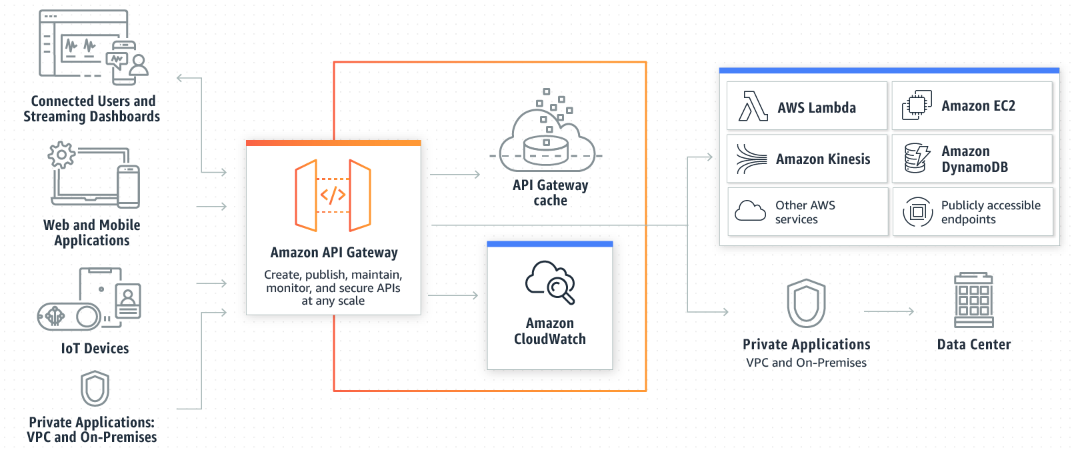 Connected Users and
Streaming Dashboards
Web and Mobile
Applications
IoT Devices
Private Applications:
VPC and On-Premises
</>
Amazon API Gateway
Create, publish, maintain,
monitor, and secure APIs
at any scale
API Gateway
cache
Amazon
CloudWatch
AWS Lambda
Amazon EC2
Amazon Kinesis
Amazon
DynamoDB
Other AWS
services
Publicly accessible
endpoints
Private Applications
VPC and On-Premises
Data Center